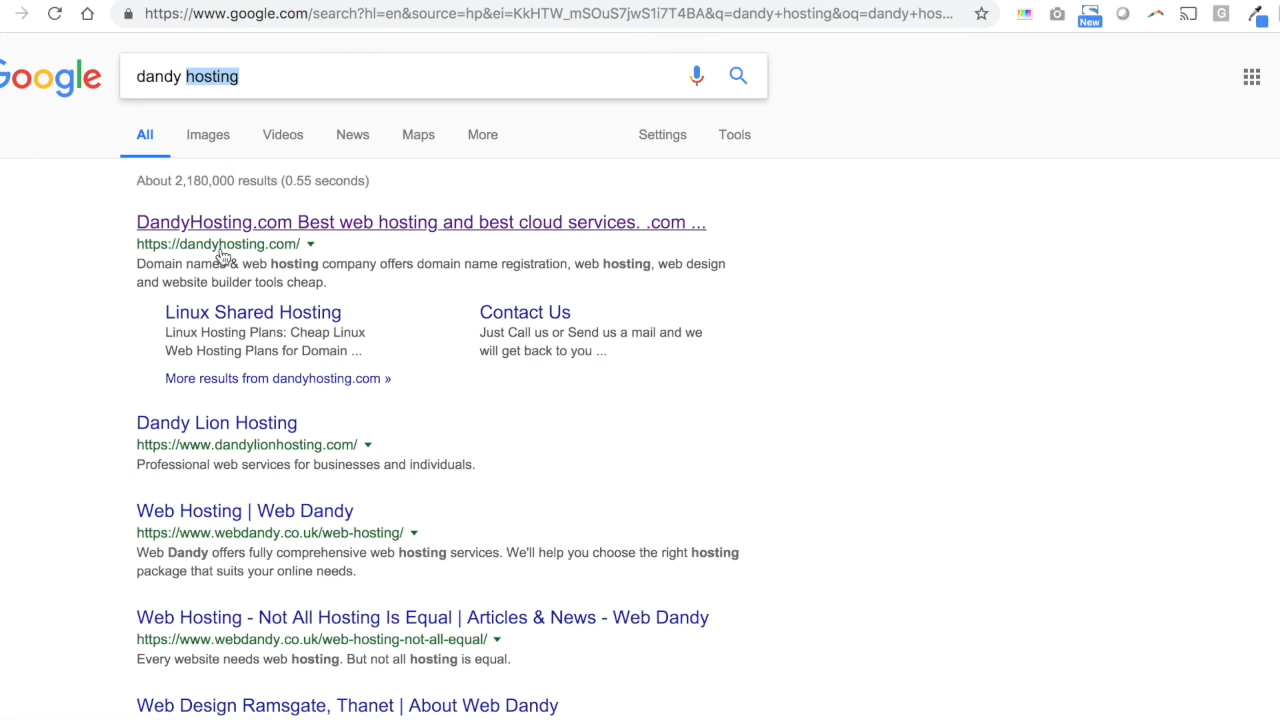 https://www.google.com/search?hl=en&source=hp&ei=KkHTW_mSOuS7jwS1i7T4BA&q=dandy+hosting&oq=dandy+hos...
New
G
Google
dandy hosting
All Images Videos News Maps More Settings Tools
About 2,180,000 results (0.55 seconds)
DandyHosting.com Best web hosting and best cloud services. .com ...
https://dandyhosting.com/
Domain names & web hosting company offers domain name registration, web hosting, web design
and website builder tools cheap.
Linux Shared Hosting
Linux Hosting Plans: Cheap Linux
Web Hosting Plans for Domain ...
Contact Us
Just Call us or Send us a mail and we
will get back to you ...
More results from dandyhosting.com »
Dandy Lion Hosting
https://www.dandylionhosting.com/
Professional web services for businesses and individuals.
Web Hosting | Web Dandy
https://www.webdandy.co.uk/web-hosting/
Web Dandy offers fully comprehensive web hosting services. We'll help you choose the right hosting
package that suits your online needs.
Web Hosting - Not All Hosting Is Equal | Articles & News - Web Dandy
https://www.webdandy.co.uk/web-hosting-not-all-equal/
Every website needs web hosting. But not all hosting is equal.
Web Design Ramsgate, Thanet | About Web Dandy